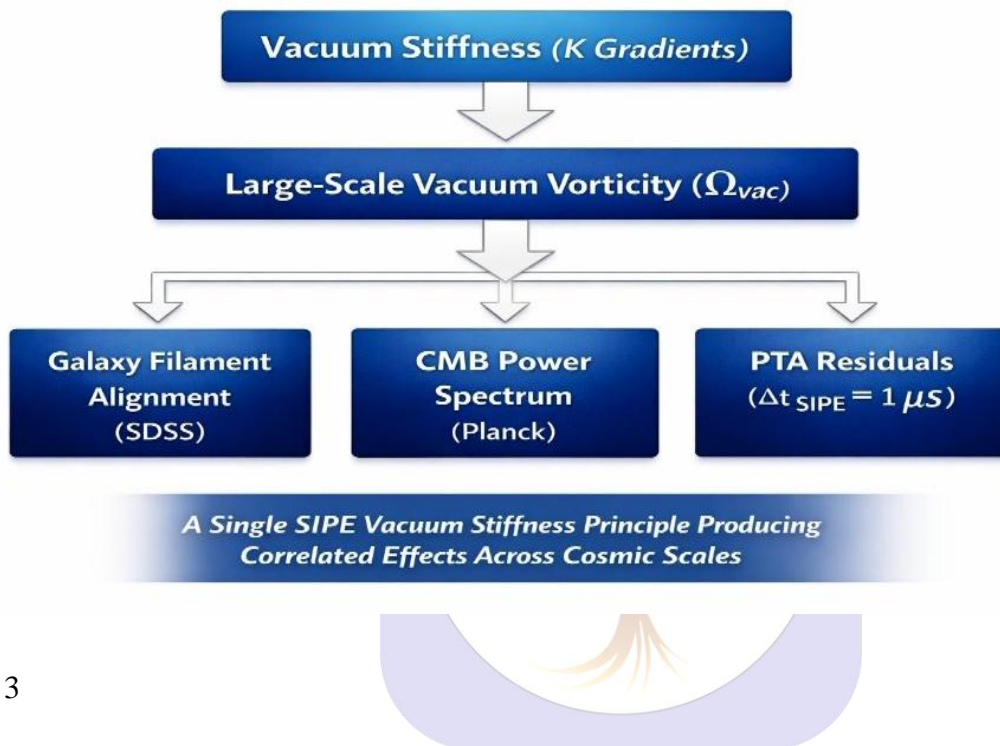 Vacuum Stiffness (K Gradients)
Large-Scale Vacuum Vorticity (Ωvac)
Galaxy Filament
Alignment
(SDSS)
CMB Power
Spectrum
(Planck)
PTA Residuals
(Δt SIPE = 1 μs)
A Single SIPE Vacuum Stiffness Principle Producing
Correlated Effects Across Cosmic Scales
3